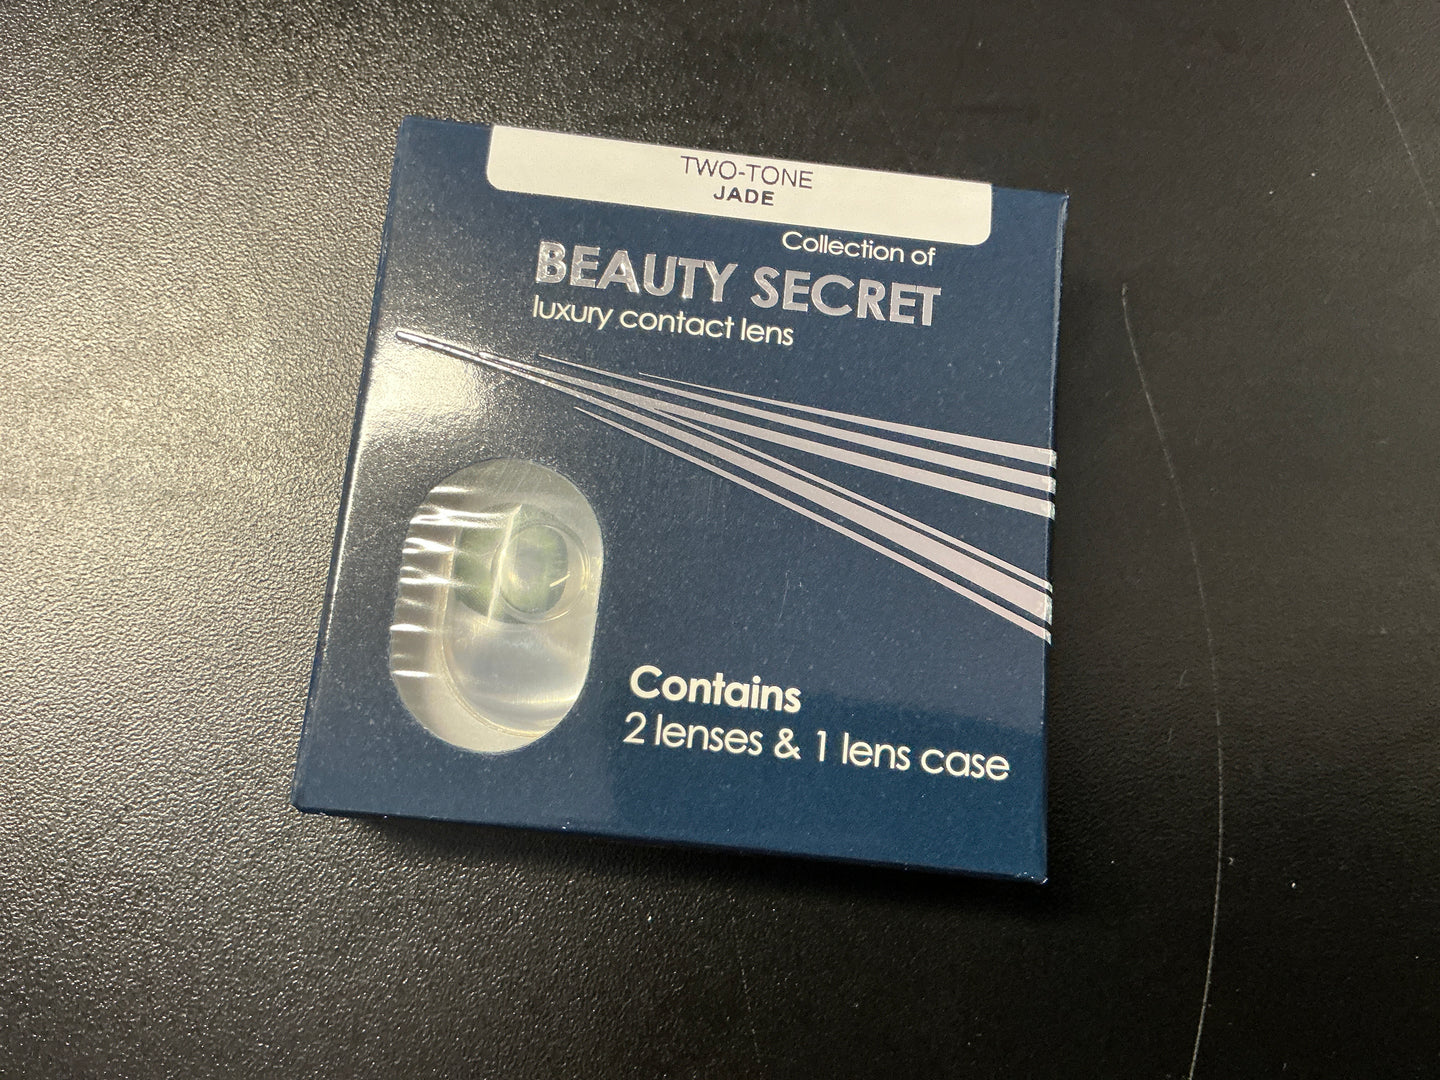 TWO-TONE
JADE
Collection of
BEAUTY SECRET
luxury contact lens
Contains
2 lenses & 1 lens case